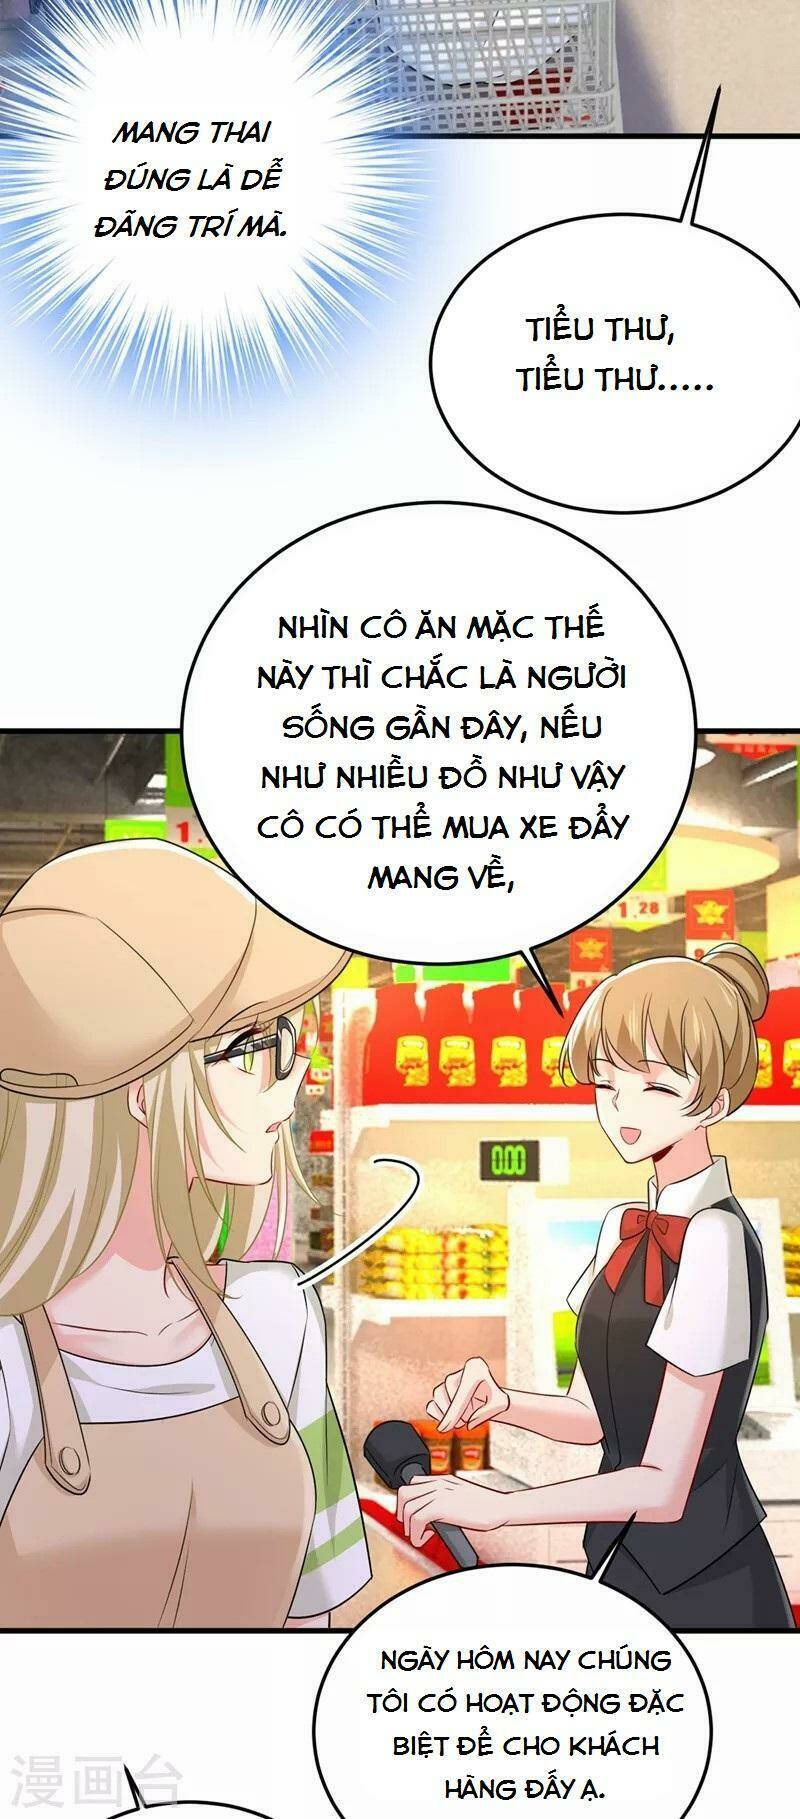 MANG THAI
ĐÚNG LÀ DỄ
ĐÃNG TRÍ MÀ.
TIỂU THƯ,
TIỂU THƯ.....
NHÌN CÔ ĂN MẶC THẾ
NÀY THÌ CHẮC LÀ NGƯỜI
SỐNG GẦN ĐÂY, NẾU
NHƯ NHIỀU ĐỒ NHƯ VẬY
CÔ CÓ THỂ MUA XE ĐẨY
MANG VỀ,
1.28
0.00
NGÀY HÔM NAY CHÚNG
TÔI CÓ HOẠT ĐỘNG ĐẶC
BIỆT ĐỂ CHO KHÁCH
HÀNG ĐẤY Ạ.
漫画台